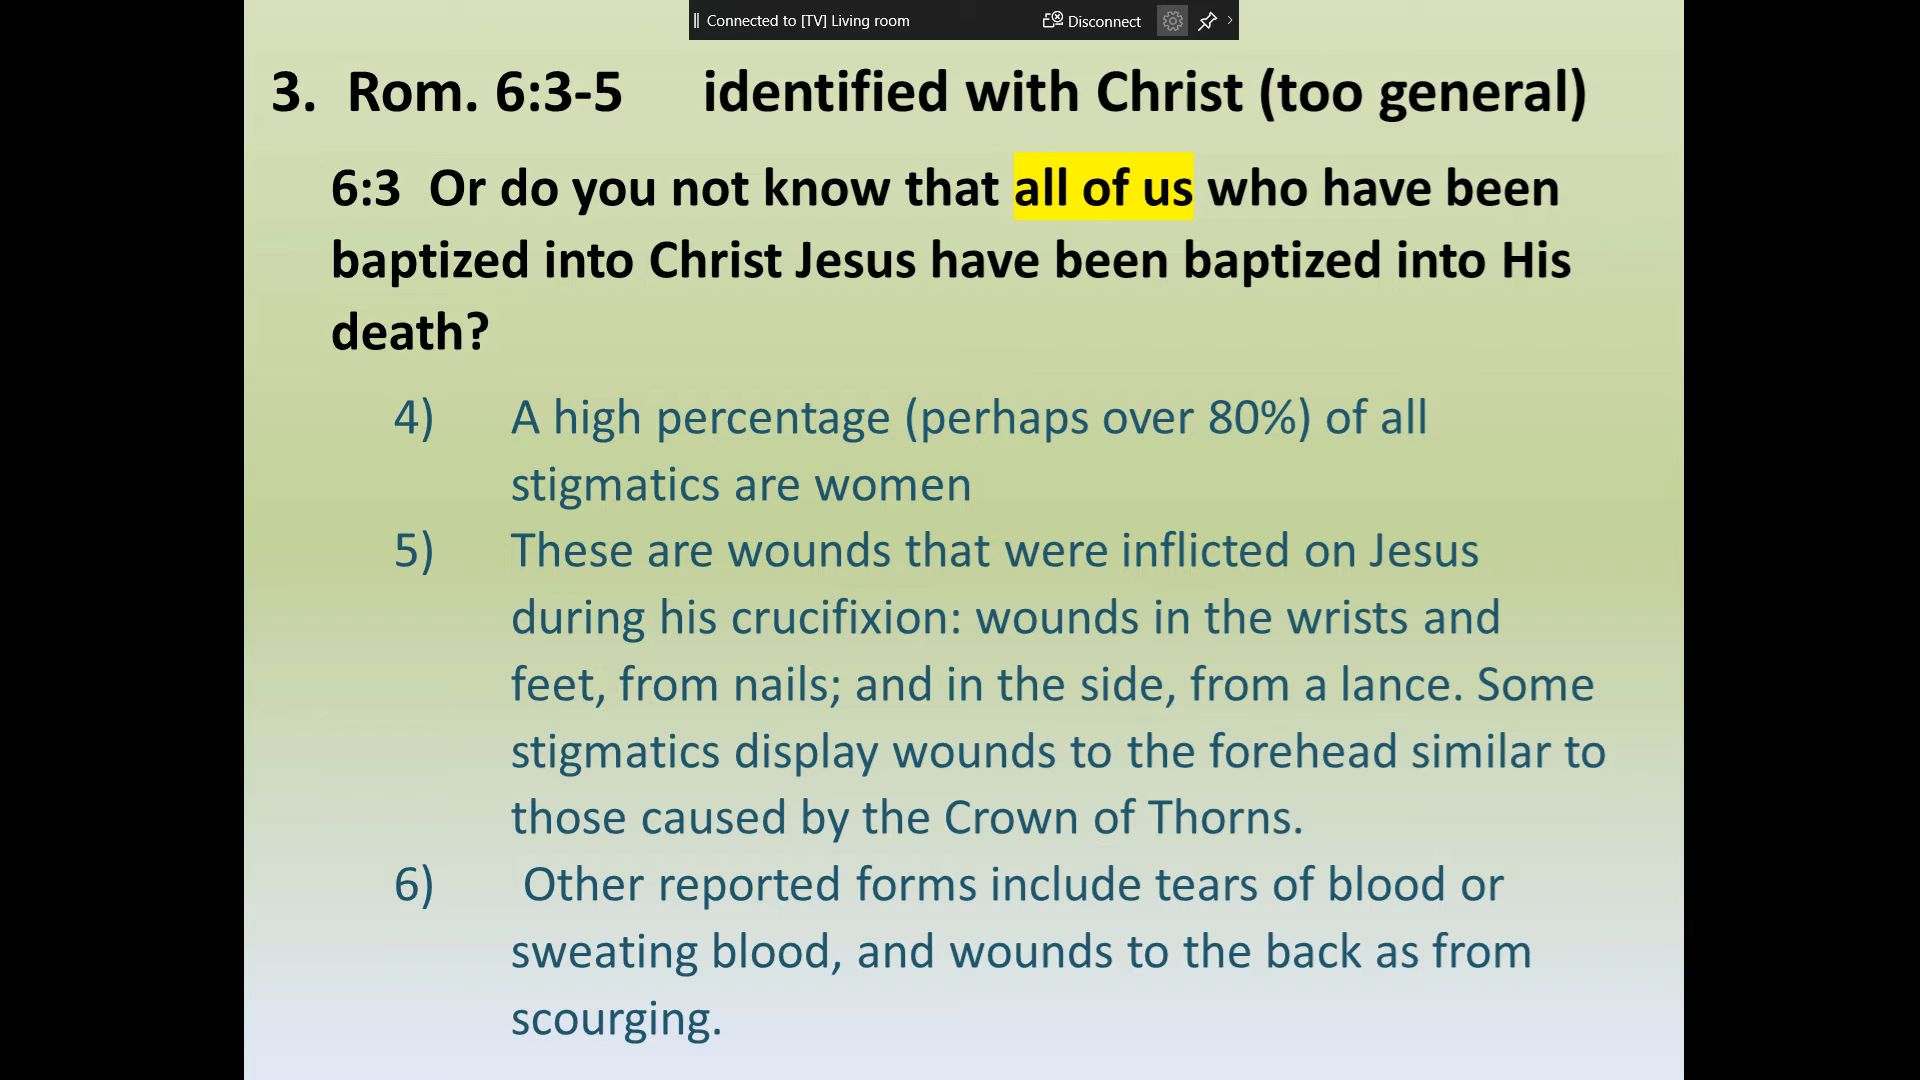 Connected to [TV] Living room Disconnect
3. Rom. 6:3-5 identified with Christ (too general)
6:3 Or do you not know that all of us who have been
baptized into Christ Jesus have been baptized into His
death?
4) A high percentage (perhaps over 80%) of all
stigmatics are women
5) These are wounds that were inflicted on Jesus
during his crucifixion: wounds in the wrists and
feet, from nails; and in the side, from a lance. Some
stigmatics display wounds to the forehead similar to
those caused by the Crown of Thorns.
6) Other reported forms include tears of blood or
sweating blood, and wounds to the back as from
scourging.